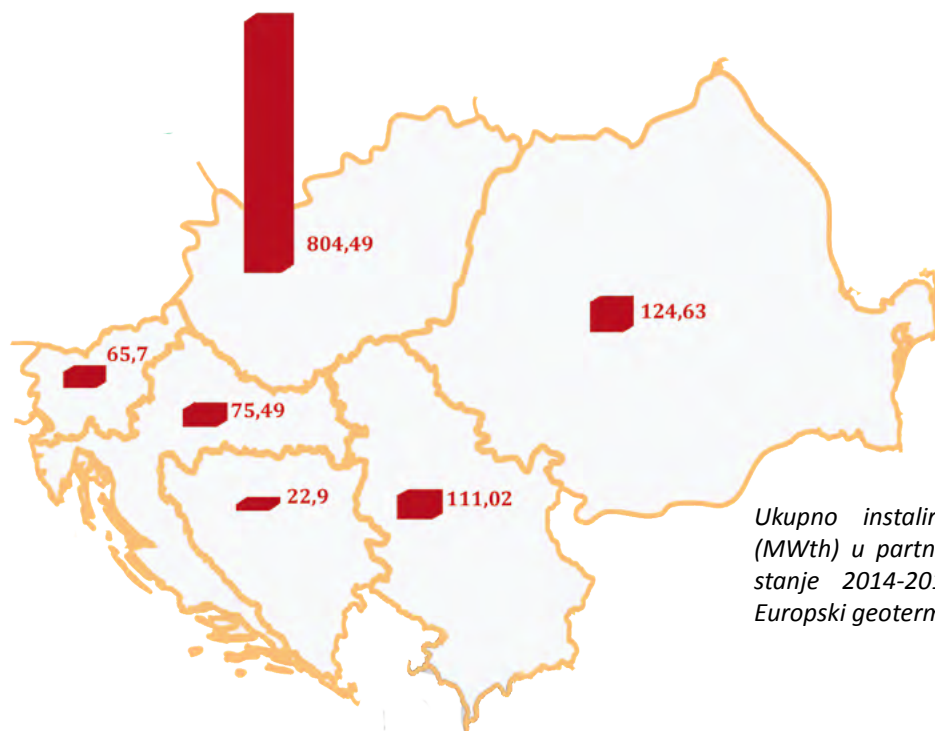 804,49
124,63
65,7
75,49
22,9
111,02
Ukupno
(MWth) u
stanje
Europski